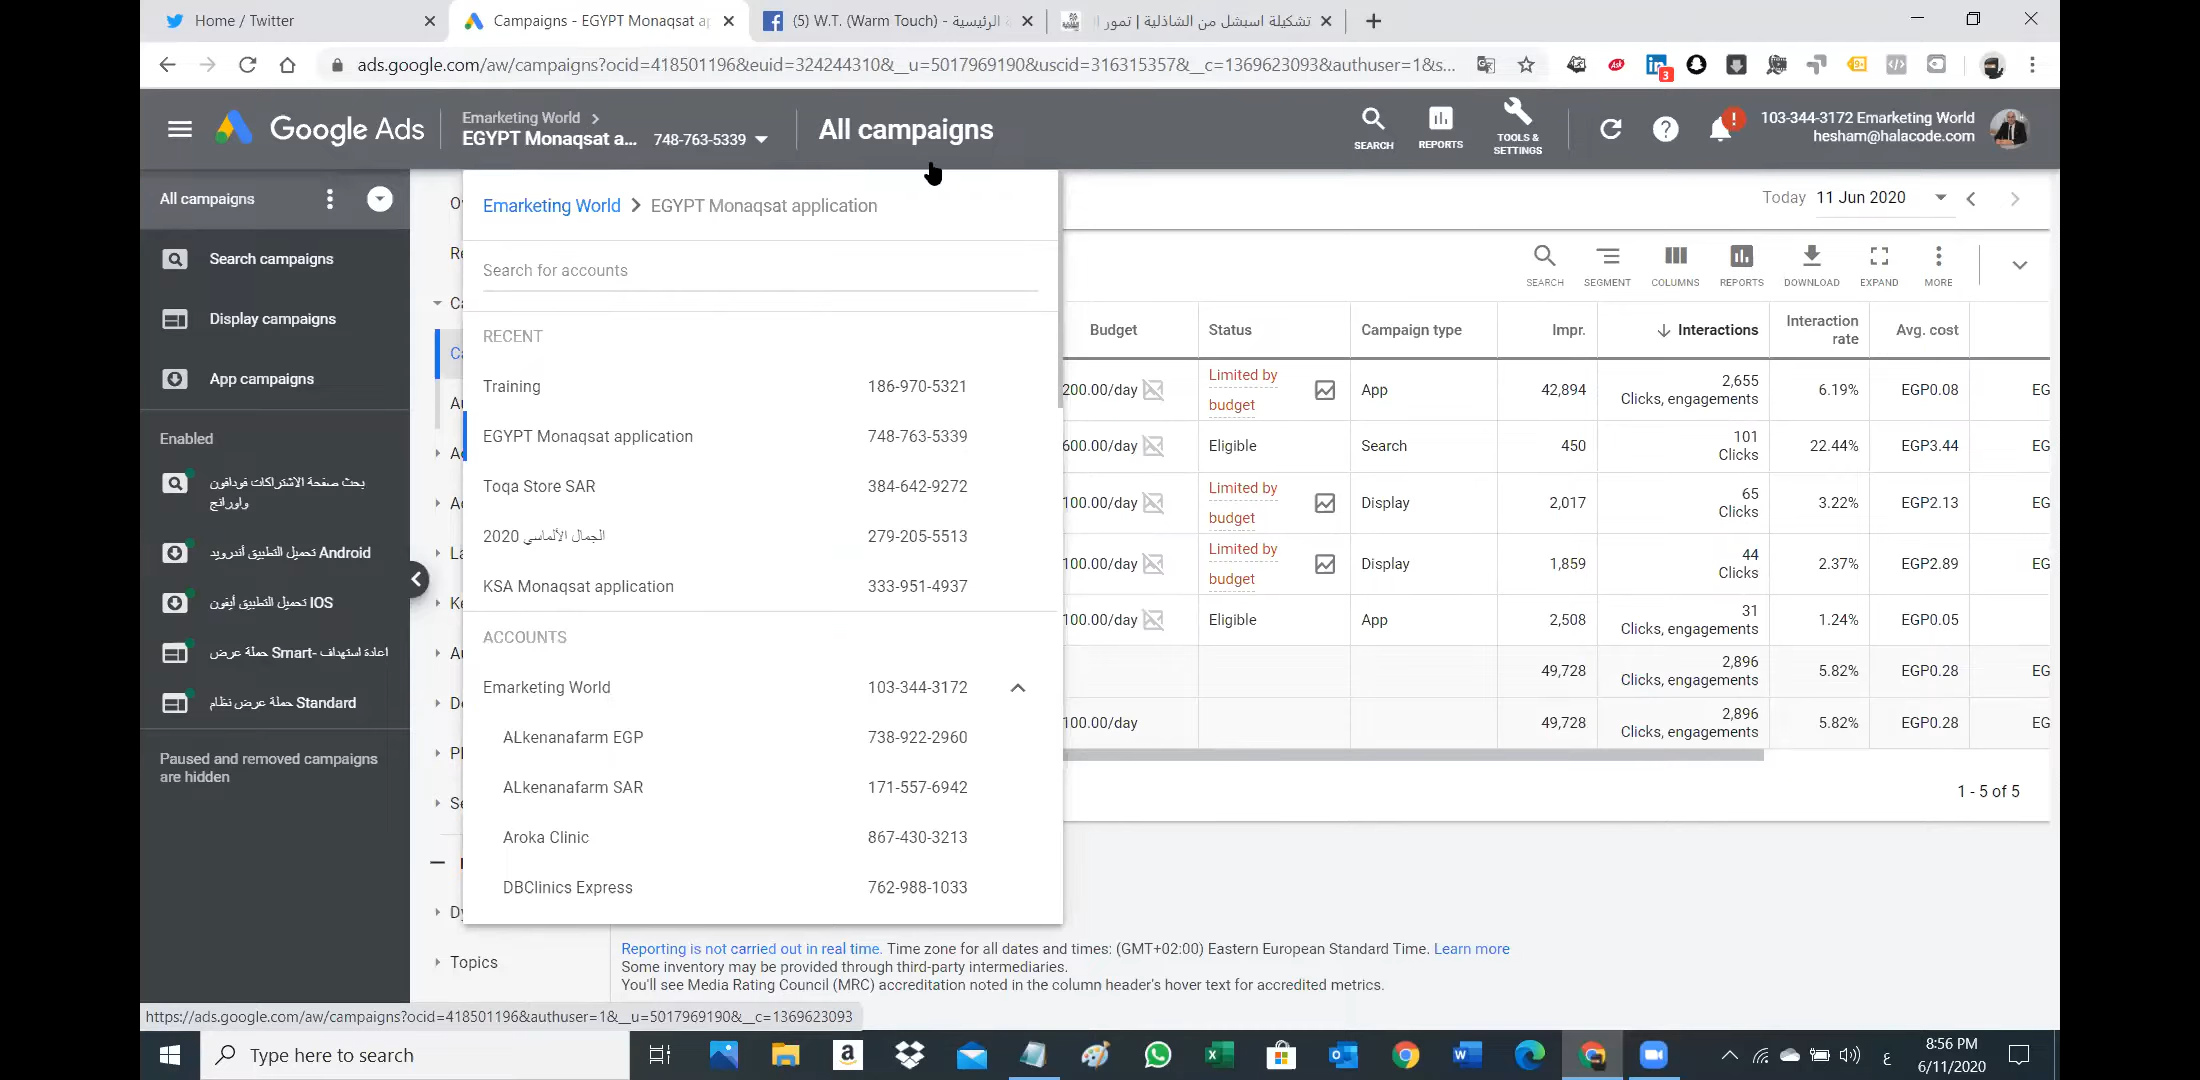 Home / Twitter
Campaigns - EGYPT Monaqsat ap
(5) W.T. (Warm Touch) - الرئيسية
تشكيلة اسبشل من الشاذلية | تمور ال
ads.google.com/aw/campaigns?ocid=418501196&euid=324244310&__u=5017969190&uscid=316315357&__c=1369623093&authuser=1&s...
3
Google Ads
Emarketing World
EGYPT Monaqsat a...
748-763-5339
All campaigns
SEARCH
REPORTS
TOOLS &
SETTINGS
103-344-3172 Emarketing World
hesham@halacode.com
All campaigns
Search campaigns
Display campaigns
App campaigns
Enabled
بحث صفحة الاشتراكات فودافون
واورانج
تحميل التطبيق أندرويد Android
تحميل التطبيق أيفون IOS
اعادة استهداف -Smart حملة عرض
حملة عرض نظام Standard
Paused and removed campaigns
are hidden
Topics
Emarketing World > EGYPT Monaqsat application
Search for accounts
RECENT
Training 186-970-5321
EGYPT Monaqsat application 748-763-5339
Toqa Store SAR 384-642-9272
الجمال الألماسي 2020 279-205-5513
KSA Monaqsat application 333-951-4937
ACCOUNTS
Emarketing World 103-344-3172
ALkenanafarm EGP 738-922-2960
ALkenanafarm SAR 171-557-6942
Aroka Clinic 867-430-3213
DBClinics Express 762-988-1033
Today 11 Jun 2020
SEARCH SEGMENT COLUMNS REPORTS DOWNLOAD EXPAND MORE
Budget Status Campaign type Impr. Interactions Interaction rate Avg. cost
200.00/day Limited by budget App 42,894 2,655 Clicks, engagements 6.19% EGP0.08 EG
600.00/day Eligible Search 450 101 Clicks 22.44% EGP3.44 EG
100.00/day Limited by budget Display 2,017 65 Clicks 3.22% EGP2.13 EG
100.00/day Limited by budget Display 1,859 44 Clicks 2.37% EGP2.89 EG
100.00/day Eligible App 2,508 31 Clicks, engagements 1.24% EGP0.05 EG
49,728 2,896 Clicks, engagements 5.82% EGP0.28 EG
100.00/day 49,728 2,896 Clicks, engagements 5.82% EGP0.28 EG
1 - 5 of 5
Reporting is not carried out in real time. Time zone for all dates and times: (GMT+02:00) Eastern European Standard Time. Learn more
Some inventory may be provided through third-party intermediaries.
You'll see Media Rating Council (MRC) accreditation noted in the column header's hover text for accredited metrics.
https://ads.google.com/aw/campaigns?ocid=418501196&authuser=1&__u=5017969190&__c=1369623093
Type here to search
ع
8:56 PM
6/11/2020